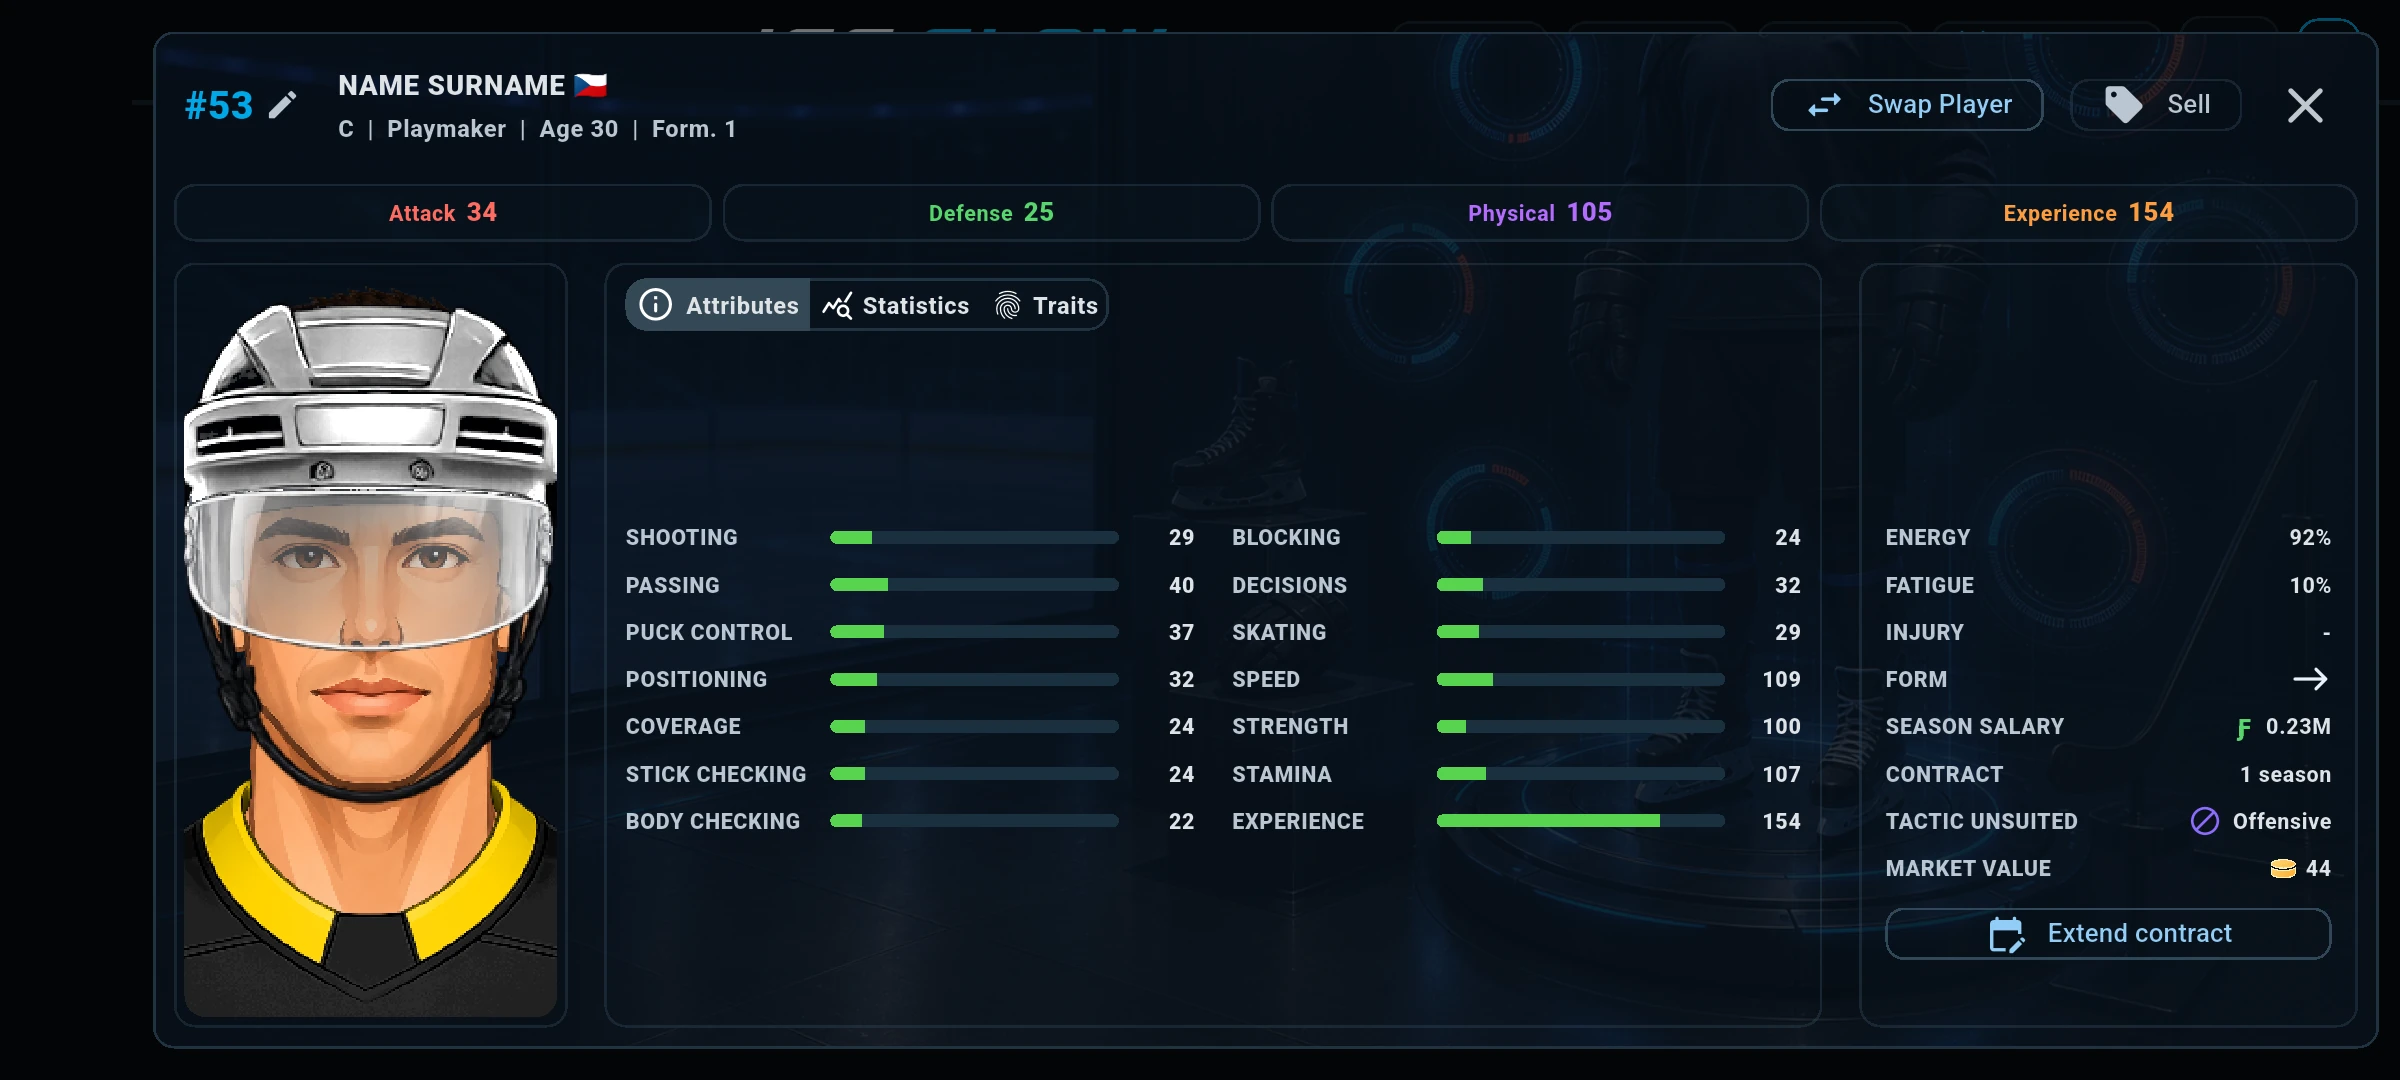 #53
NAME SURNAME
C | Playmaker | Age 30 | Form. 1
Swap Player
Sell
Attack 34
Defense 25
Physical 105
Experience 154
Attributes
Statistics
Traits
SHOOTING 29
PASSING 40
PUCK CONTROL 37
POSITIONING 32
COVERAGE 24
STICK CHECKING 24
BODY CHECKING 22
BLOCKING 24
DECISIONS 32
SKATING 29
SPEED 109
STRENGTH 100
STAMINA 107
EXPERIENCE 154
ENERGY 92%
FATIGUE 10%
INJURY -
FORM
SEASON SALARY Ƒ 0.23M
CONTRACT 1 season
TACTIC UNSUITED Offensive
MARKET VALUE 44
Extend contract